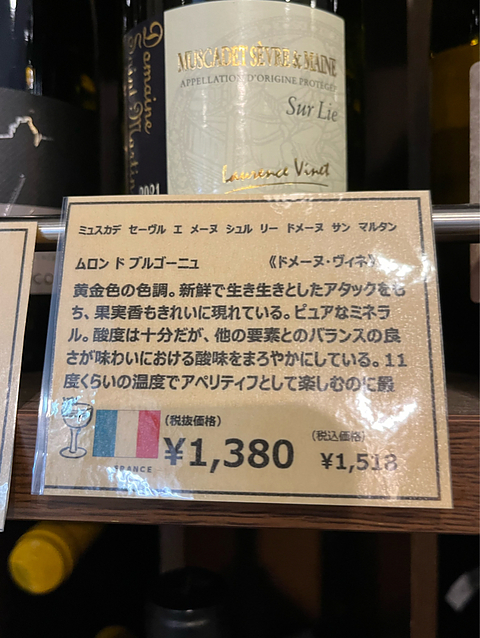 Domaine
MUSCADET SÈVRE & MAINE
APPELLATION D'ORIGINE PROTÉGÉE
Sur Lie
Laurence Vinet
2021
ミュスカデ セーヴル エ メーヌ シュル リー ドメーヌ サン マルタン
ムロン ド ブルゴーニュ 《ドメーヌ・ヴィネ》
黄金色の色調。新鮮で生き生きとしたアタックをも
ち、果実香もきれいに現れている。ピュアなミネラ
ル。酸度は十分だが、他の要素とのバランスの良
さが味わいにおける酸味をまろやかにしている。11
度くらいの温度でアペリティフとして楽しむのに最
(税抜価格)
¥1,380
(税込価格)
¥1,518
FRANCE